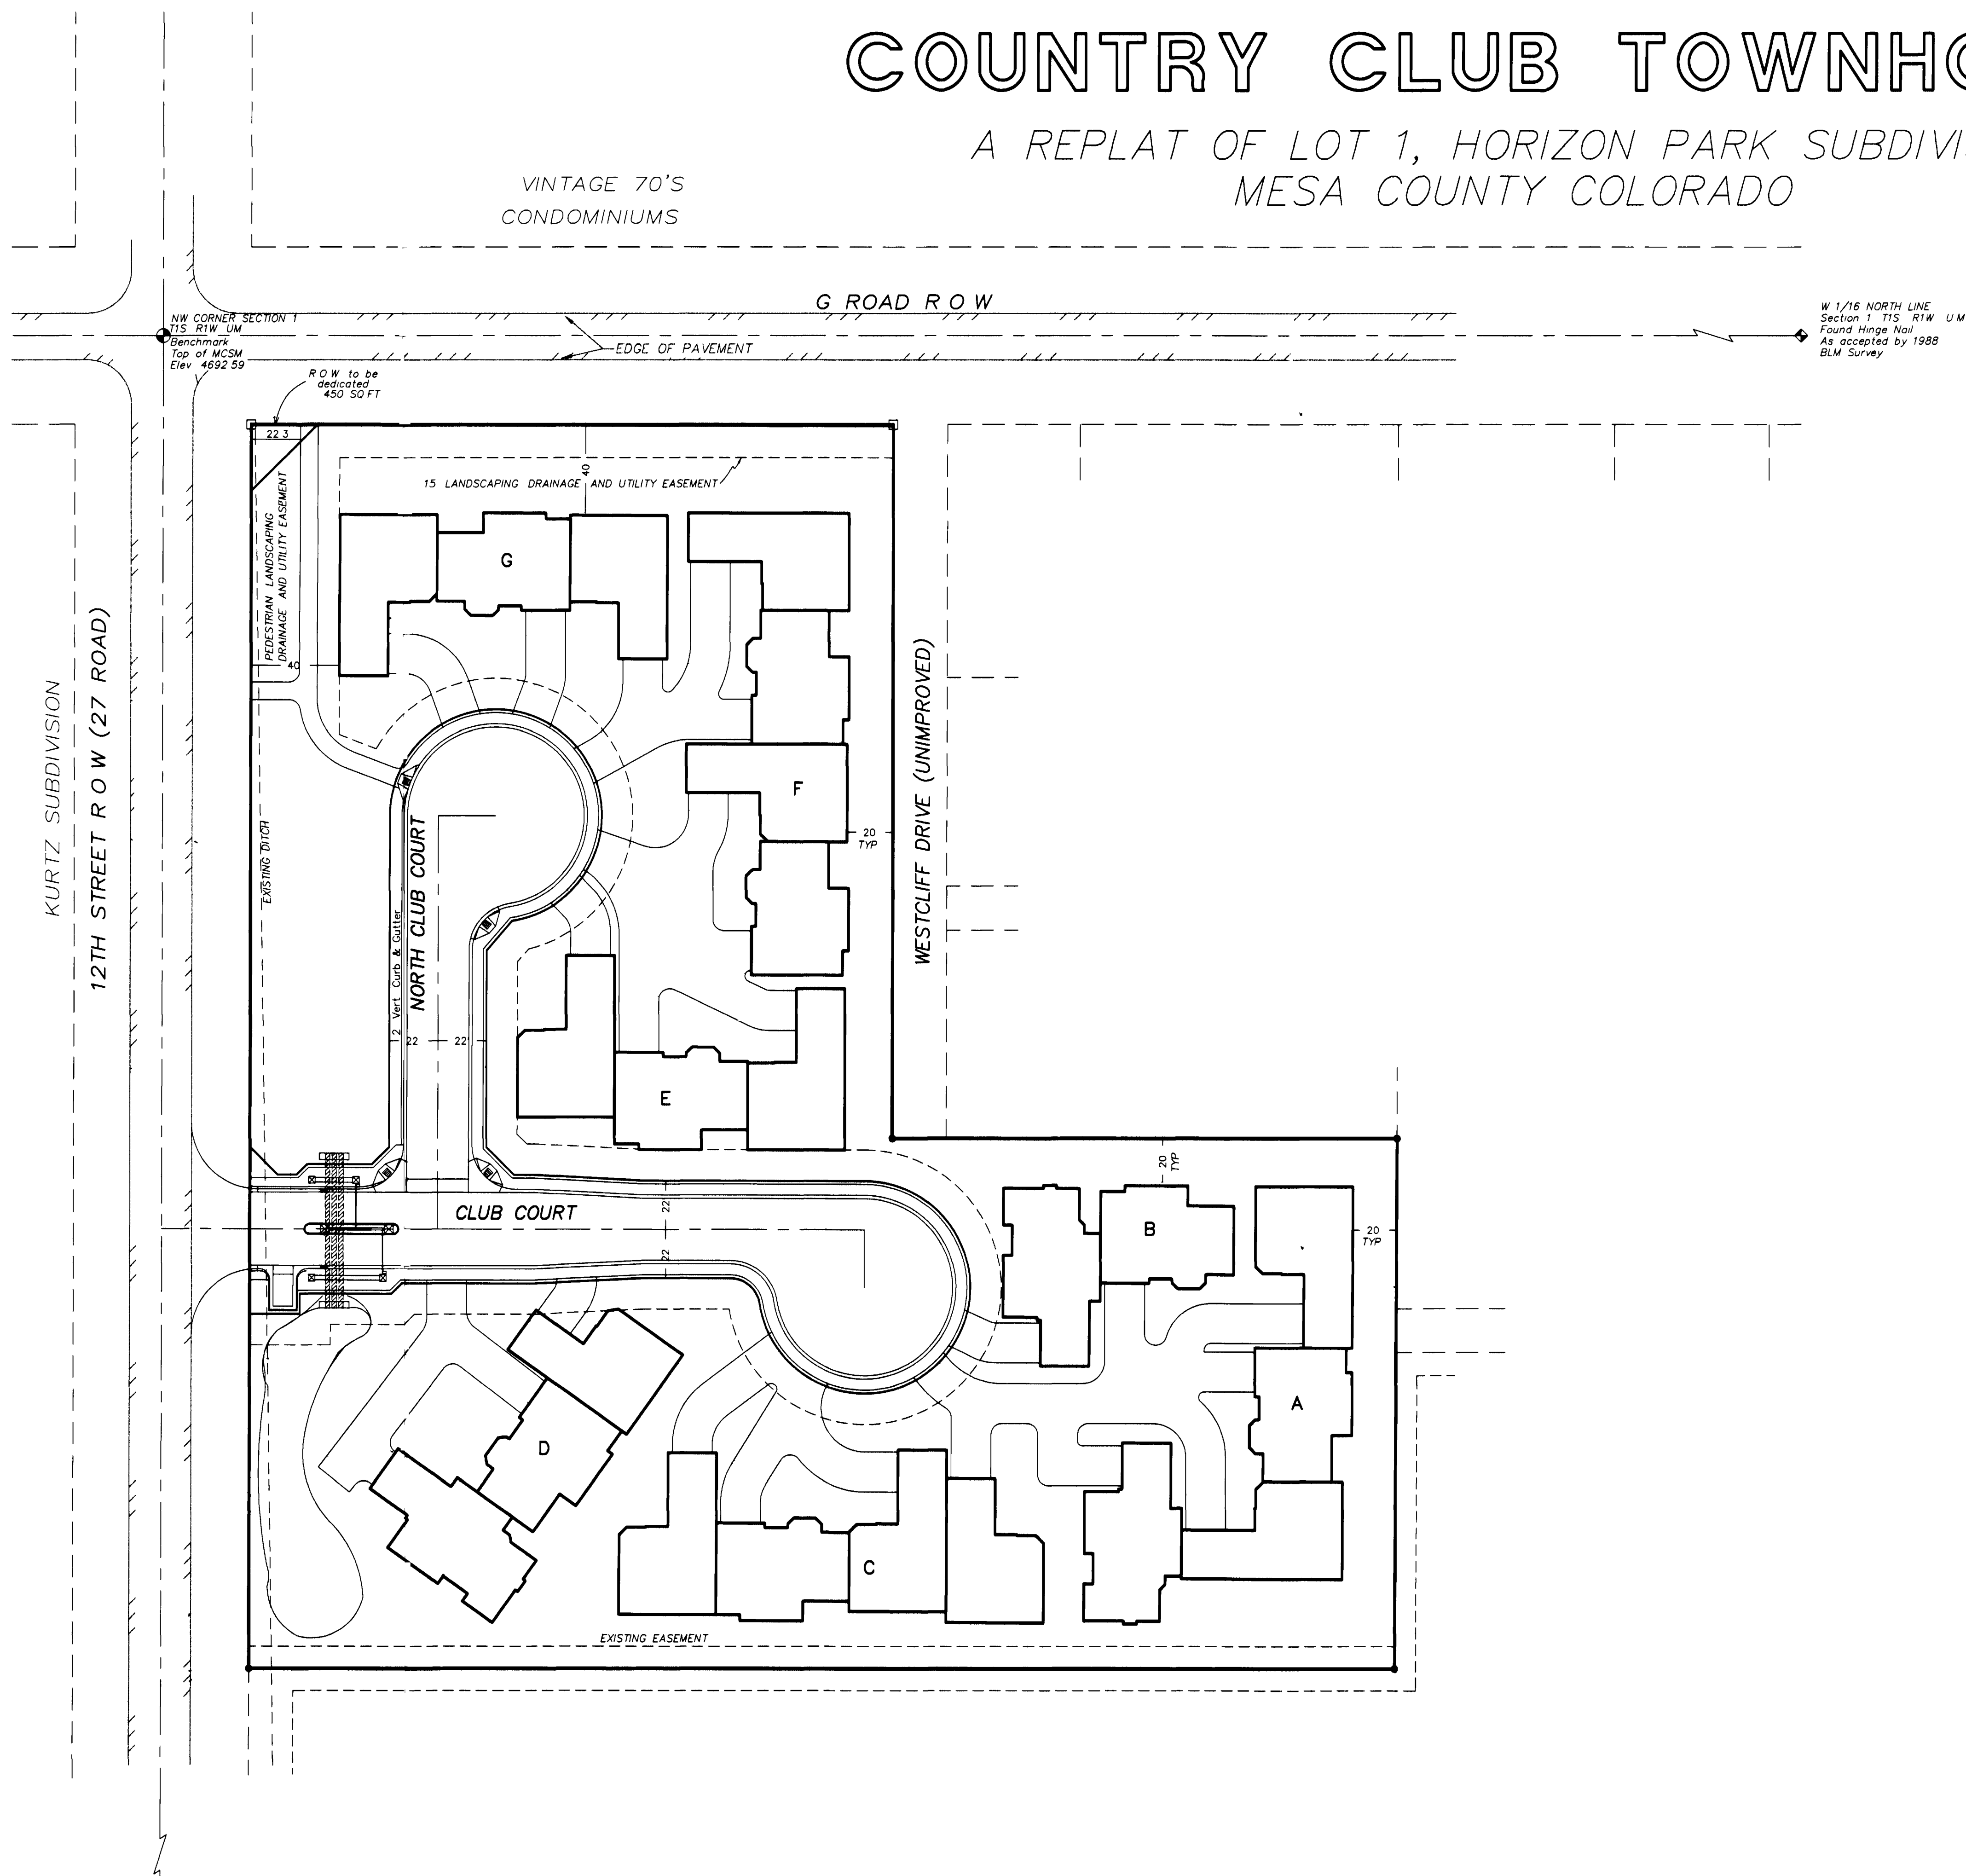 COUNTRY CLUB TOWNHO
A REPLAT OF LOT 1, HORIZON PARK SUBDIVI
MESA COUNTY COLORADO
VINTAGE 70'S
CONDOMINIUMS
G ROAD R O W
EDGE OF PAVEMENT
NW CORNER SECTION 1
T1S R1W UM
Benchmark
Top of MCSM
Elev 4692 59
W 1/16 NORTH LINE
Section 1 T1S R1W U M
Found Hinge Nail
As accepted by 1988
BLM Survey
R O W to be
dedicated
450 SQ FT
22 3
40
15 LANDSCAPING DRAINAGE AND UTILITY EASEMENT
PEDESTRIAN LANDSCAPING
DRAINAGE AND UTILITY EASEMENT
40
G
F
20
TYP
KURTZ SUBDIVISION
12TH STREET R O W (27 ROAD)
EXISTING DITCH
2 Vert Curb & Gutter
NORTH CLUB COURT
WESTCLIFF DRIVE (UNIMPROVED)
22
22'
E
CLUB COURT
22'
22
20
TYP
B
20
TYP
A
D
C
EXISTING EASEMENT